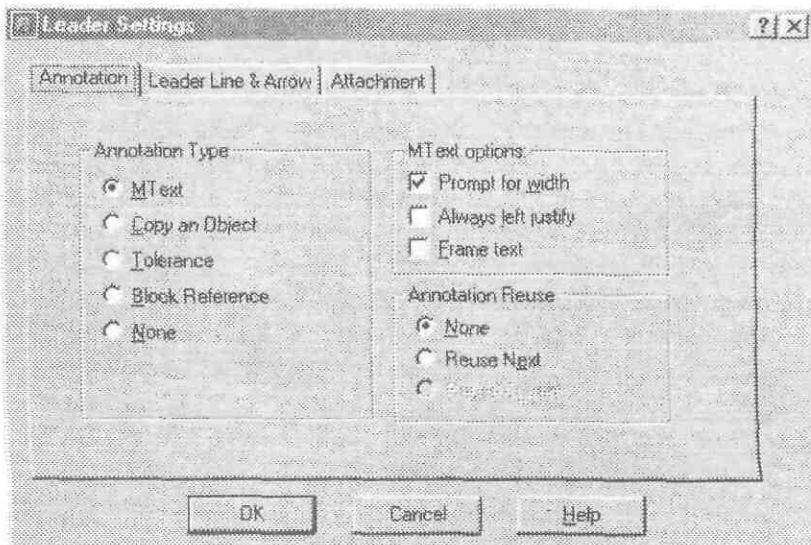 Leader Settings
Annotation
Leader Line & Arrow
Attachment
Annotation Type
MText
Copy an Object
Tolerance
Block Reference
None
MText options:
Prompt for width
Always left justify
Frame text
Annotation Reuse
None
Reuse Next
OK
Cancel
Help